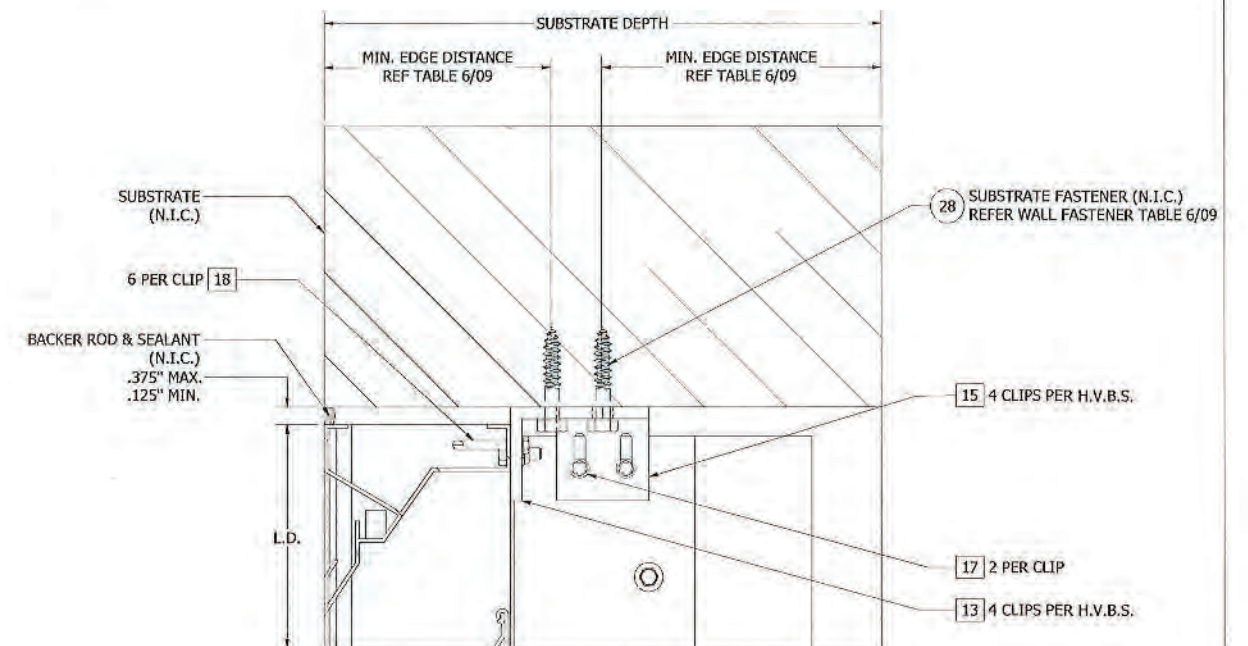 SUBSTRATE DEPTH
MIN. EDGE DISTANCE
REF TABLE 6/09
MIN. EDGE DISTANCE
REF TABLE 6/09
SUBSTRATE
(N.I.C.)
28 SUBSTRATE FASTENER (N.I.C.)
REFER WALL FASTENER TABLE 6/09
6 PER CLIP 18
BACKER ROD & SEALANT
(N.I.C.)
.375" MAX.
.125" MIN.
15 4 CLIPS PER H.V.B.S.
L.D.
17 2 PER CLIP
13 4 CLIPS PER H.V.B.S.